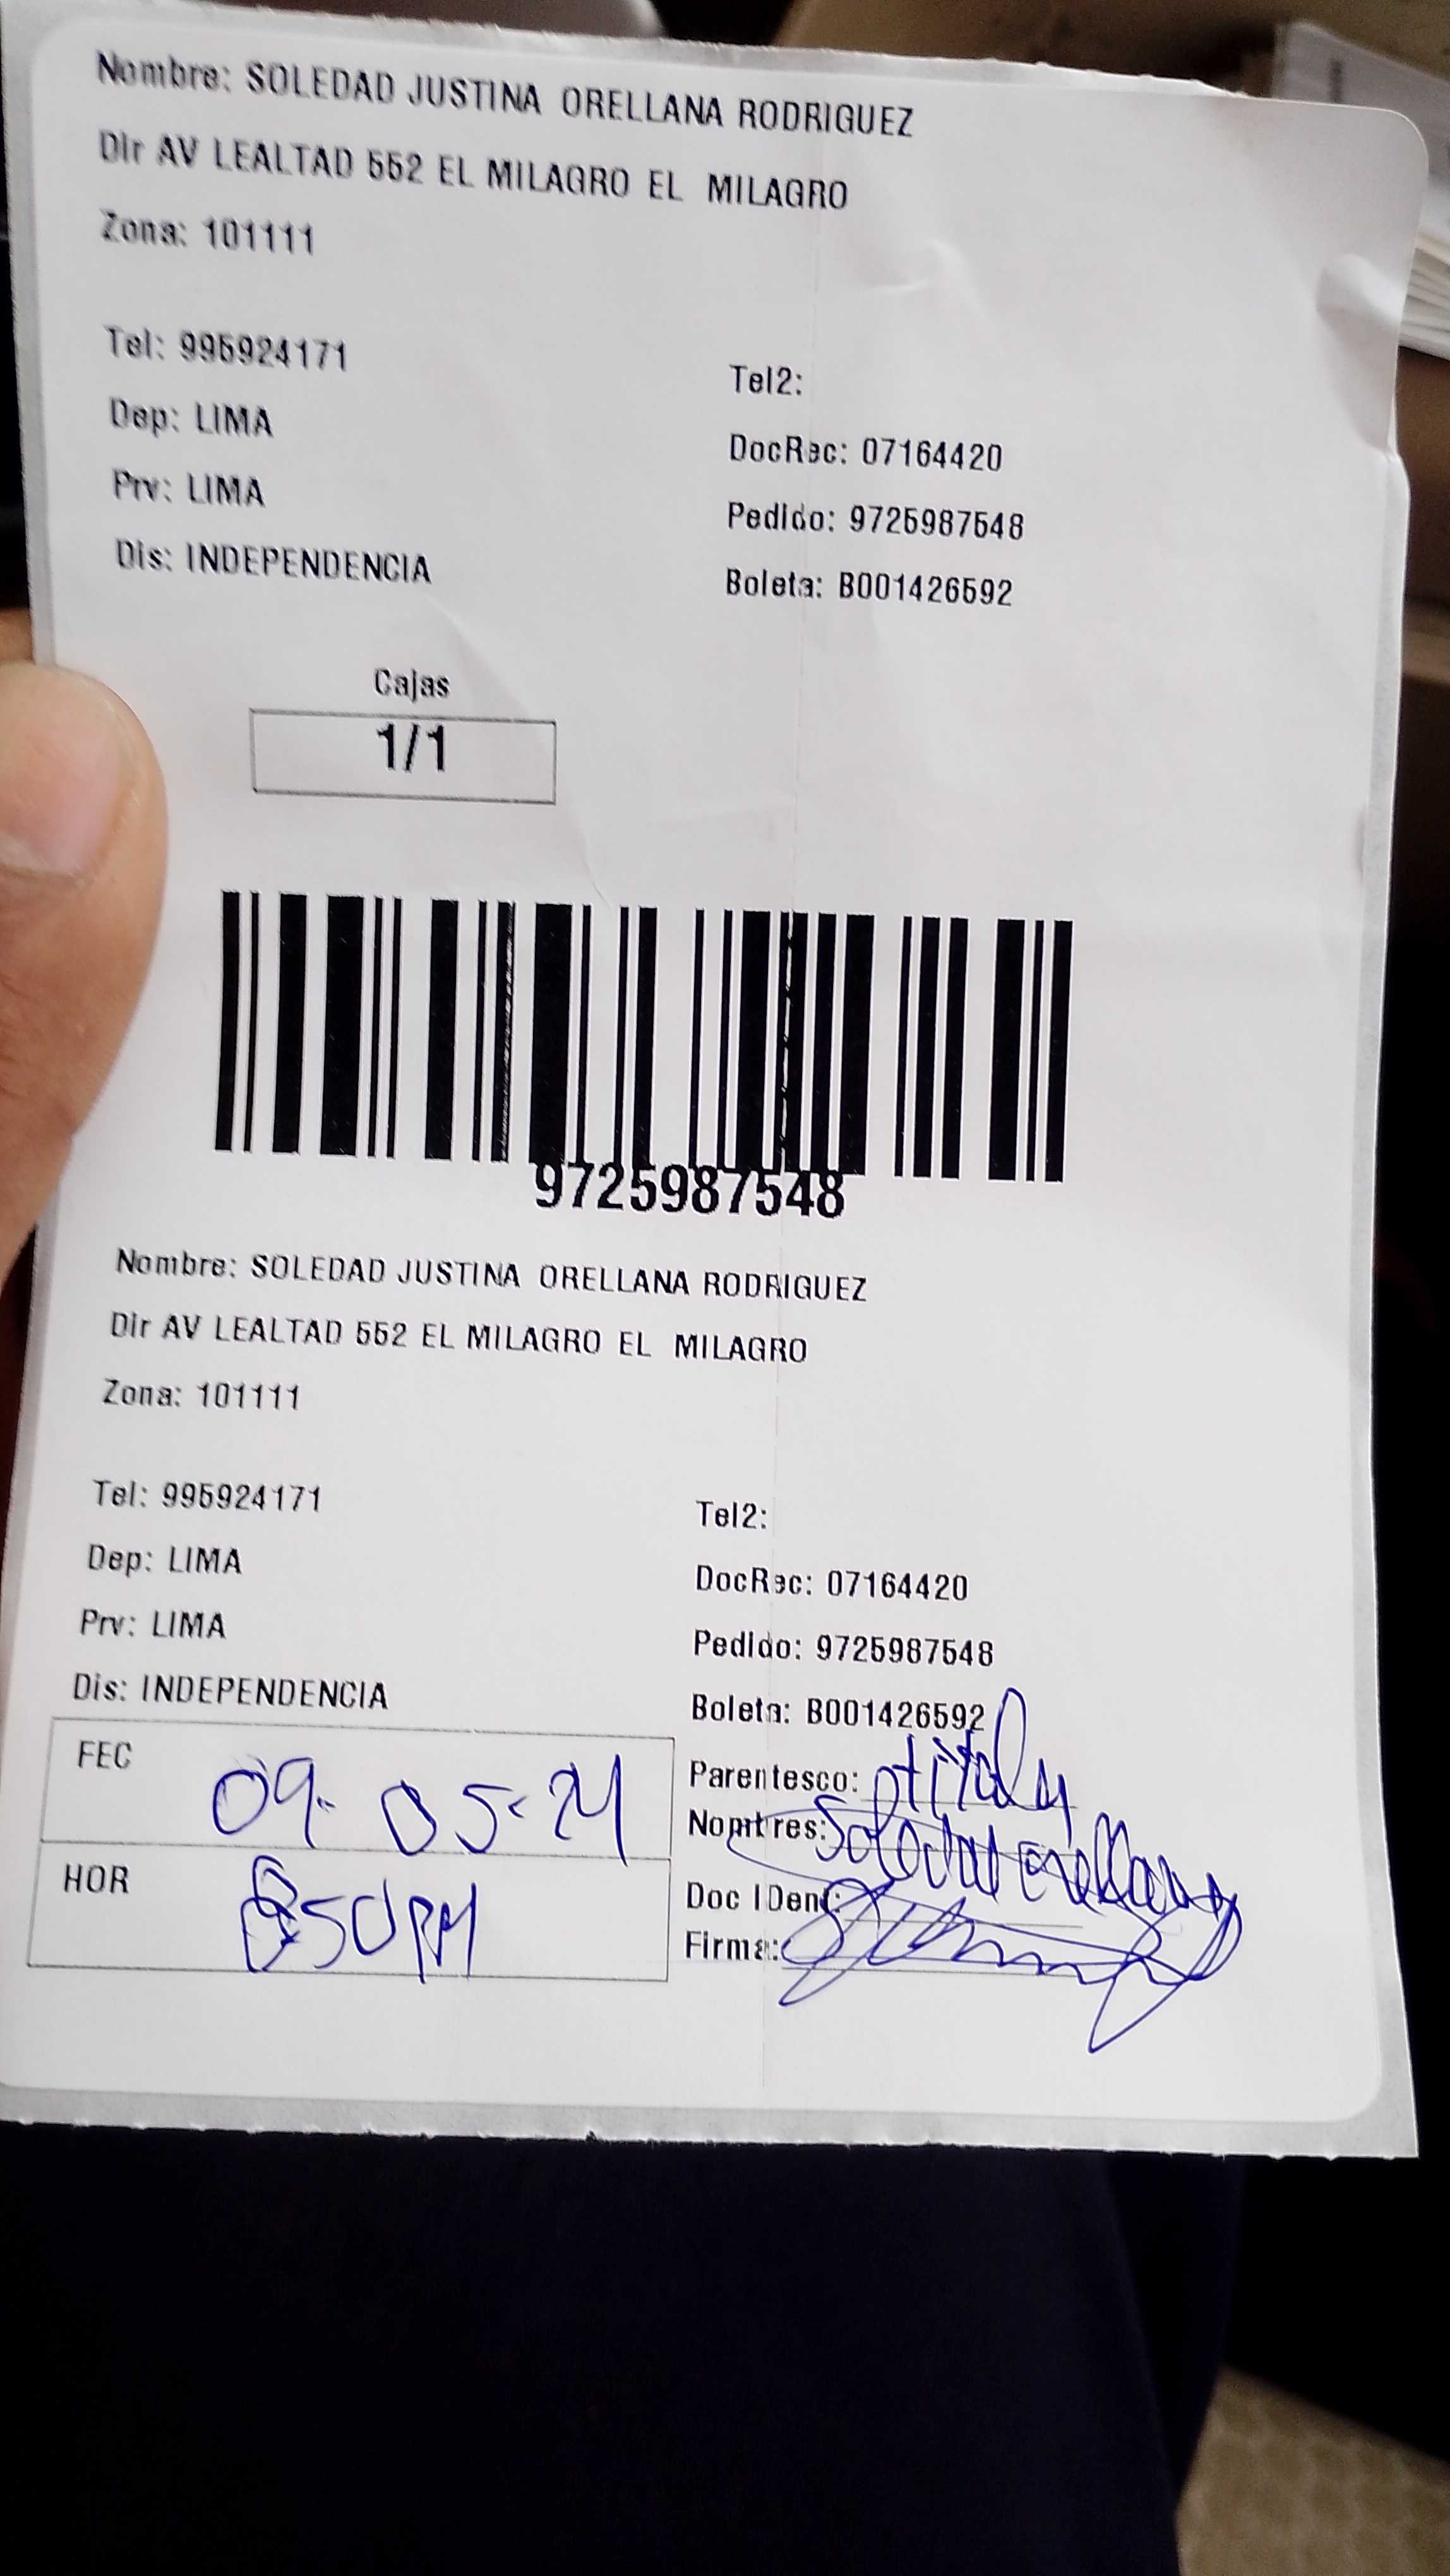 Nombre: SOLEDAD JUSTINA ORELLANA RODRIGUEZ
Dir AV LEALTAD 552 EL MILAGRO EL MILAGRO
Zona: 101111
Tel: 995924171
Tel2:
Dep: LIMA
DocRec: 07164420
Prv: LIMA
Pedido: 9725987548
Dis: INDEPENDENCIA
Boleta: B001426592
Cajas
1/1
9725987548
Nombre: SOLEDAD JUSTINA ORELLANA RODRIGUEZ
Dir AV LEALTAD 552 EL MILAGRO EL MILAGRO
Zona: 101111
Tel: 995924171
Tel2:
Dep: LIMA
DocRec: 07164420
Prv: LIMA
Pedido: 9725987548
Dis: INDEPENDENCIA
Boleta: B001426592
FEC 09-05-24
Parentesco:
Nombres: Soledad Orellana
HOR 850pm
Doc IDent:
Firma: